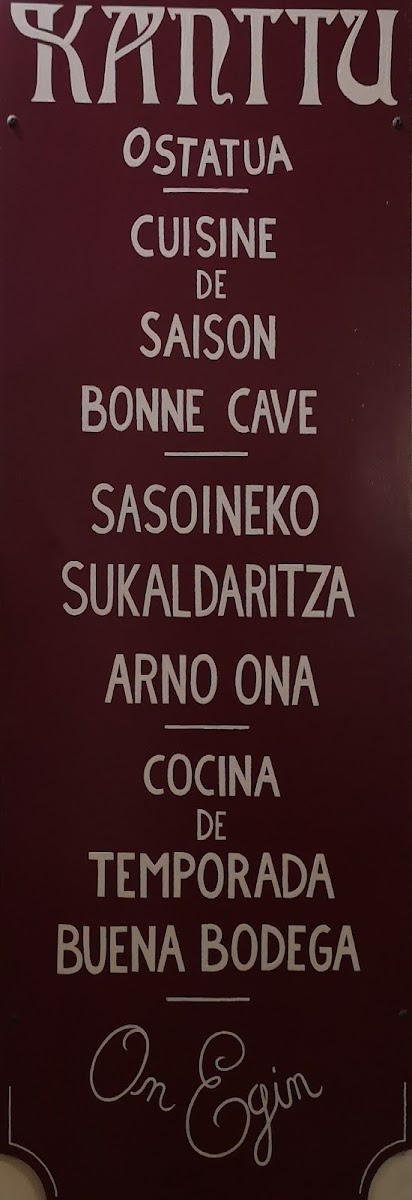 KANTTU
OSTATUA
CUISINE
DE
SAISON
BONNE CAVE
SASOINEKO
SUKALDARITZA
ARNO ONA
COCINA
DE
TEMPORADA
BUENA BODEGA
On Egin